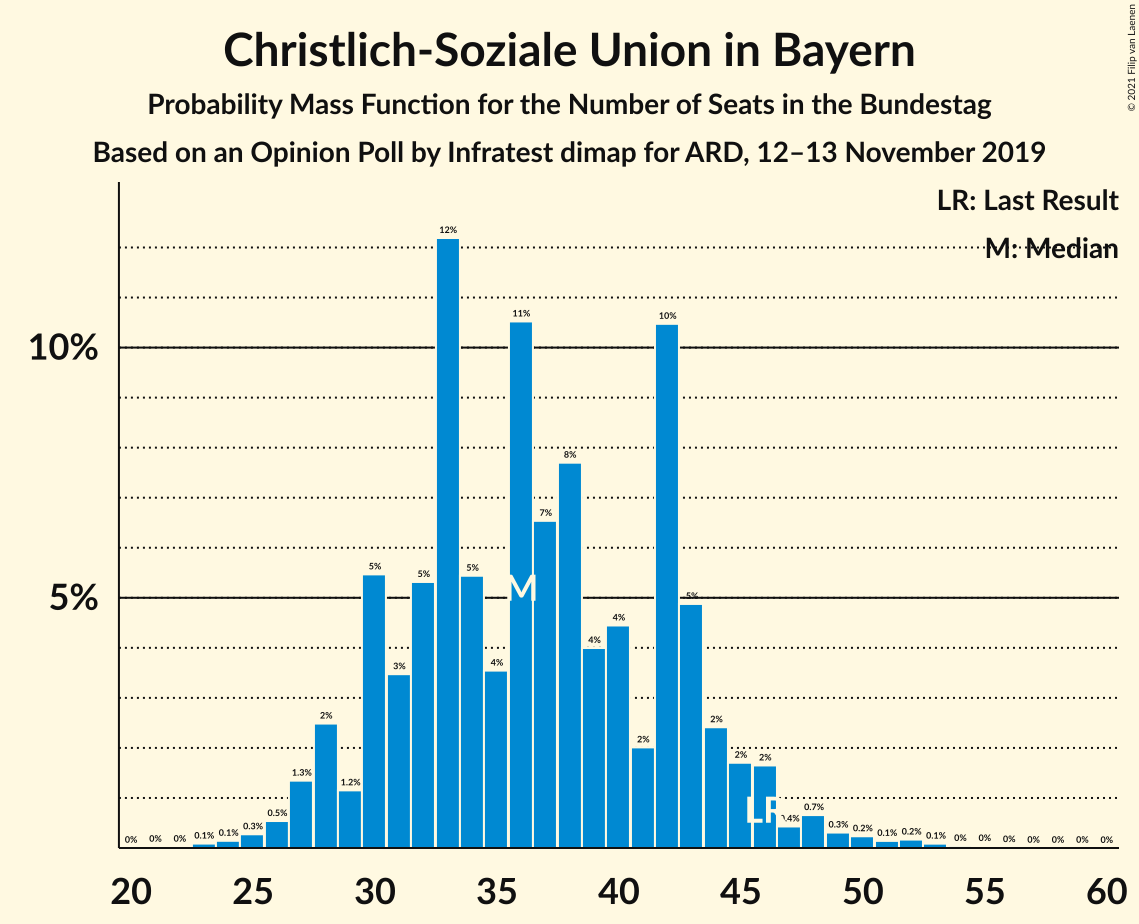 Christlich-Soziale Union in Bayern
Probability Mass Function for the Number of Seats in the Bundestag
Based on an Opinion Poll by Infratest dimap for ARD, 12–13 November 2019
© 2021 Filip van Laenen
LR: Last Result
M: Median
10%
5%
0% 0% 0% 0.1% 0.1% 0.3% 0.5% 1.3% 2% 1.2% 5% 3% 5% 12% 5% 4% 11% 7% 8% 4% 4% 2% 10% 5% 2% 2% 2% 0.4% 0.7% 0.3% 0.2% 0.1% 0.2% 0.1% 0% 0% 0% 0% 0% 0% 0%
M
LR
20 25 30 35 40 45 50 55 60